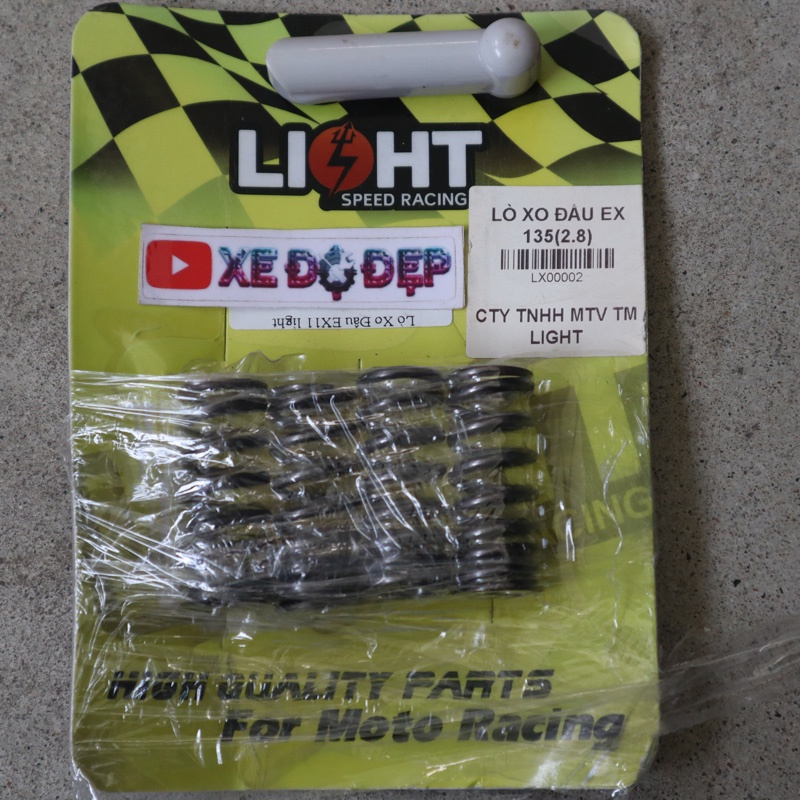 LIGHT
SPEED RACING
LÒ XO ĐẦU EX
135(2.8)
LX00002
CTY TNHH MTV TM
LIGHT
XE ĐỘ ĐẸP
Lò Xo Đầu EX11 light
RACING
HIGH QUALITY PARTS
For Moto Racing